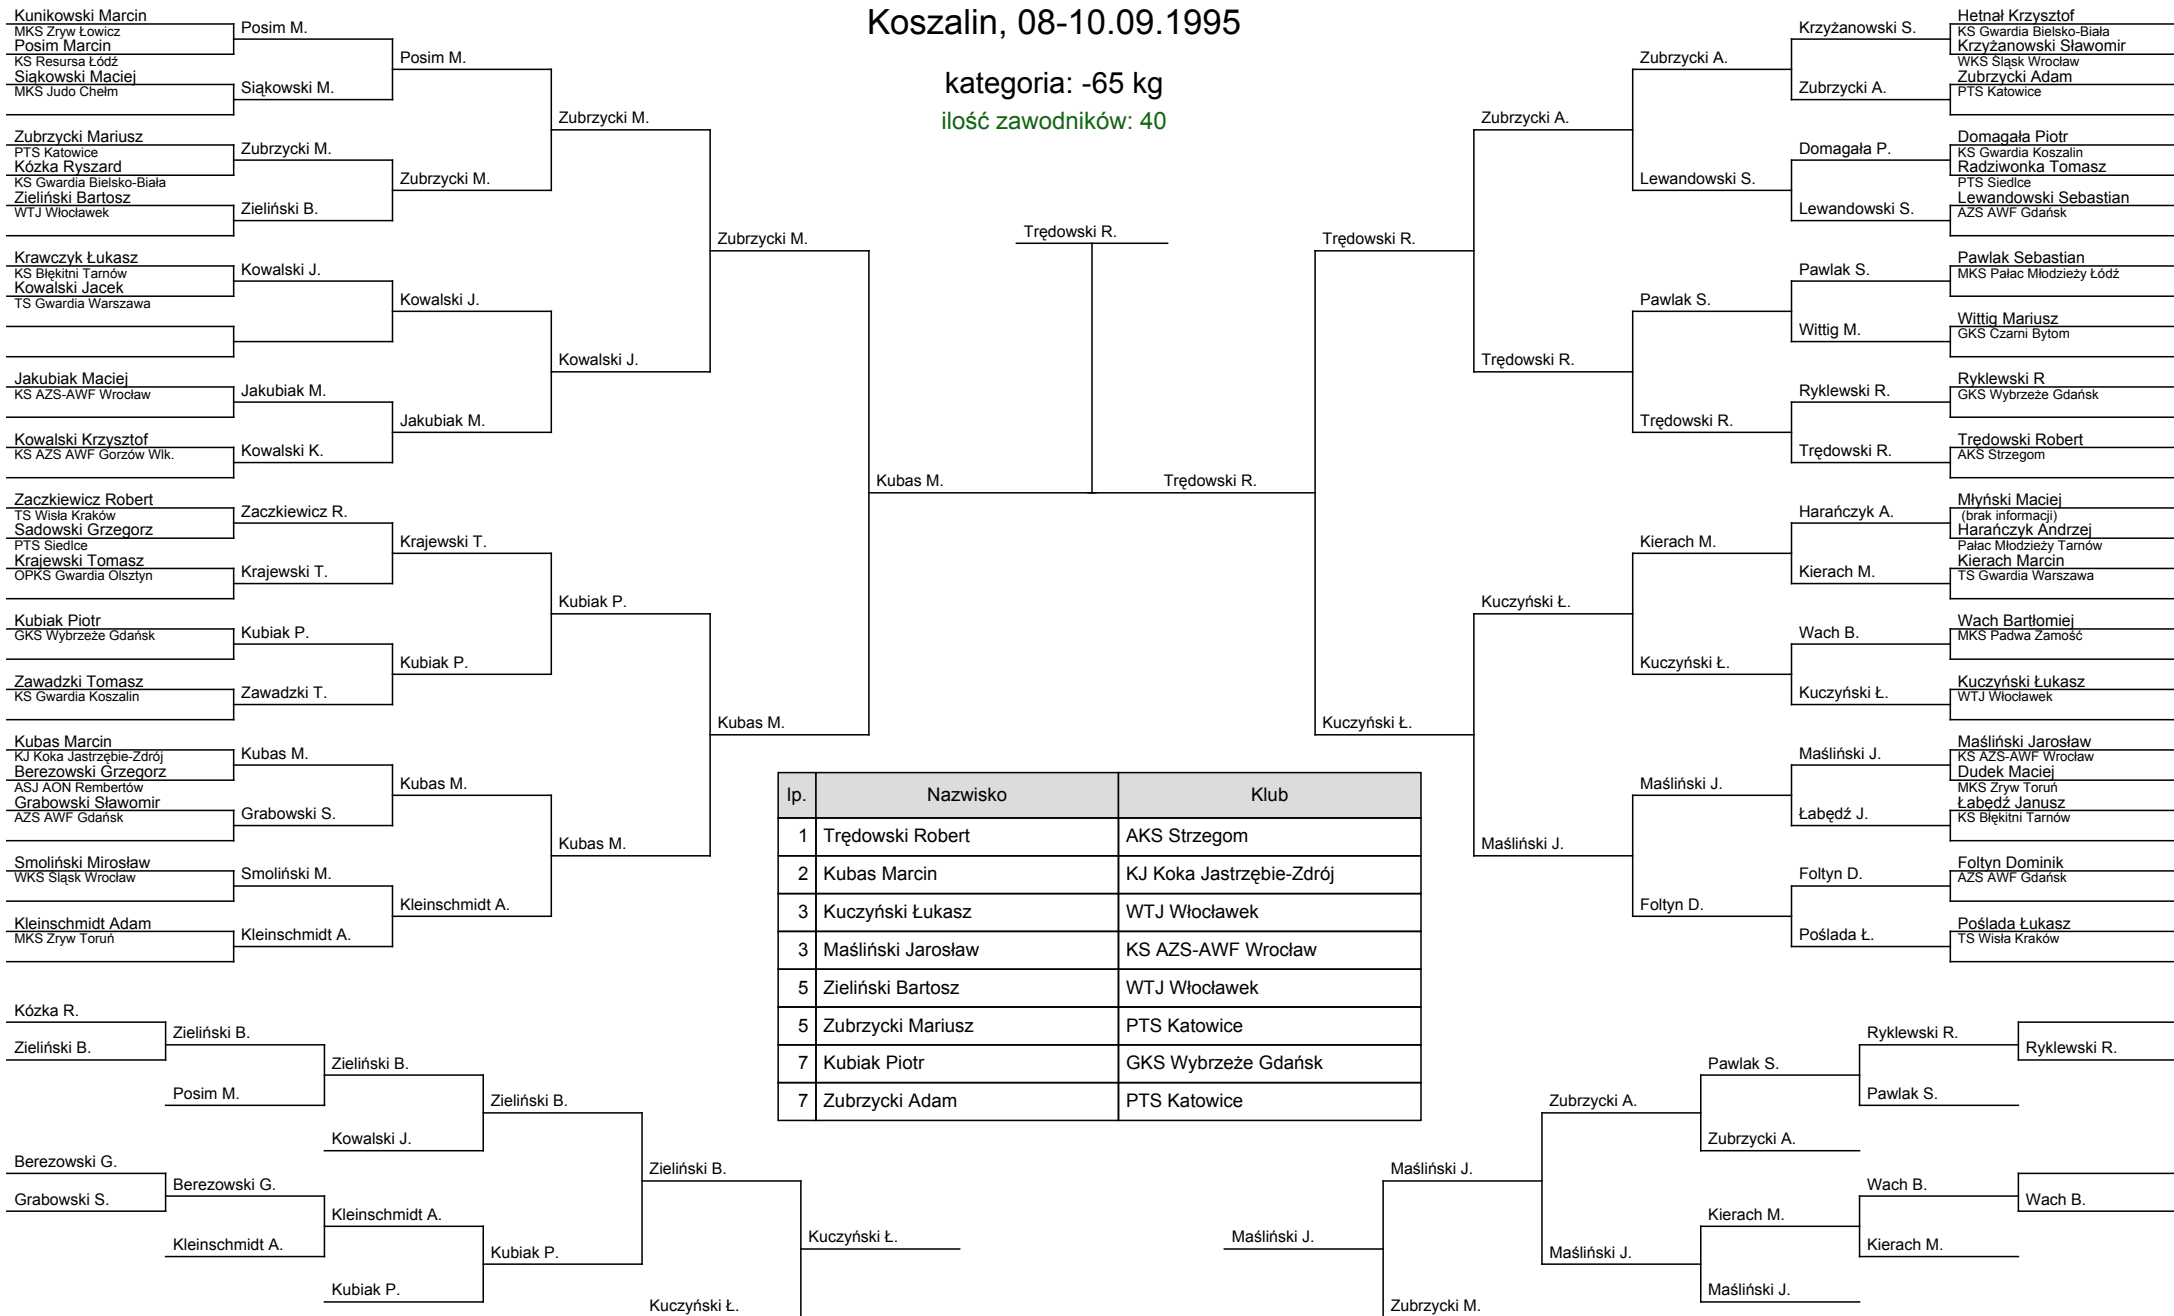 Koszalin, 08-10.09.1995
kategoria: -65 kg
ilość zawodników: 40
Kunikowski Marcin
MKS Zryw Łowicz
Posim Marcin
KS Resursa Łódź
Siąkowski Maciej
MKS Judo Chełm
Zubrzycki Mariusz
PTS Katowice
Kózka Ryszard
KS Gwardia Bielsko-Biała
Zieliński Bartosz
WTJ Włocławek
Krawczyk Łukasz
KS Błękitni Tarnów
Kowalski Jacek
TS Gwardia Warszawa
Jakubiak Maciej
KS AZS-AWF Wrocław
Kowalski Krzysztof
KS AZS AWF Gorzów Wlk.
Zaczkiewicz Robert
TS Wisła Kraków
Sadowski Grzegorz
PTS Siedlce
Krajewski Tomasz
OPKS Gwardia Olsztyn
Kubiak Piotr
GKS Wybrzeże Gdańsk
Zawadzki Tomasz
KS Gwardia Koszalin
Kubas Marcin
KJ Koka Jastrzębie-Zdrój
Berezowski Grzegorz
ASJ AON Rembertów
Grabowski Sławomir
AZS AWF Gdańsk
Smoliński Mirosław
WKS Śląsk Wrocław
Kleinschmidt Adam
MKS Zryw Toruń
Posim M.
Siąkowski M.
Zubrzycki M.
Zieliński B.
Kowalski J.
Jakubiak M.
Kowalski K.
Zaczkiewicz R.
Krajewski T.
Kubiak P.
Zawadzki T.
Kubas M.
Grabowski S.
Smoliński M.
Kleinschmidt A.
Posim M.
Zubrzycki M.
Kowalski J.
Jakubiak M.
Krajewski T.
Kubiak P.
Kubas M.
Kleinschmidt A.
Zubrzycki M.
Kowalski J.
Kubiak P.
Kubas M.
Zubrzycki M.
Kubas M.
Kubas M.
Trędowski R.
Trędowski R.
Trędowski R.
Kuczyński Ł.
Zubrzycki A.
Trędowski R.
Kuczyński Ł.
Maśliński J.
Zubrzycki A.
Lewandowski S.
Pawlak S.
Trędowski R.
Kierach M.
Kuczyński Ł.
Maśliński J.
Foltyn D.
Krzyżanowski S.
Zubrzycki A.
Domagała P.
Lewandowski S.
Pawlak S.
Wittig M.
Ryklewski R.
Trędowski R.
Harańczyk A.
Kierach M.
Wach B.
Kuczyński Ł.
Maśliński J.
Łabędź J.
Foltyn D.
Poślada Ł.
Hetnał Krzysztof
KS Gwardia Bielsko-Biała
Krzyżanowski Sławomir
WKS Śląsk Wrocław
Zubrzycki Adam
PTS Katowice
Domagała Piotr
KS Gwardia Koszalin
Radziwonka Tomasz
PTS Siedlce
Lewandowski Sebastian
AZS AWF Gdańsk
Pawlak Sebastian
MKS Pałac Młodzieży Łódź
Wittig Mariusz
GKS Czarni Bytom
Ryklewski R
GKS Wybrzeże Gdańsk
Trędowski Robert
AKS Strzegom
Młyński Maciej
(brak informacji)
Harańczyk Andrzej
Pałac Młodzieży Tarnów
Kierach Marcin
TS Gwardia Warszawa
Wach Bartłomiej
MKS Padwa Zamość
Kuczyński Łukasz
WTJ Włocławek
Maśliński Jarosław
KS AZS-AWF Wrocław
Dudek Maciej
MKS Zryw Toruń
Łabędź Janusz
KS Błękitni Tarnów
Foltyn Dominik
AZS AWF Gdańsk
Poślada Łukasz
TS Wisła Kraków
lp. Nazwisko Klub
1 Trędowski Robert AKS Strzegom
2 Kubas Marcin KJ Koka Jastrzębie-Zdrój
3 Kuczyński Łukasz WTJ Włocławek
3 Maśliński Jarosław KS AZS-AWF Wrocław
5 Zieliński Bartosz WTJ Włocławek
5 Zubrzycki Mariusz PTS Katowice
7 Kubiak Piotr GKS Wybrzeże Gdańsk
7 Zubrzycki Adam PTS Katowice
Kózka R.
Zieliński B.
Berezowski G.
Grabowski S.
Zieliński B.
Posim M.
Berezowski G.
Kleinschmidt A.
Zieliński B.
Kowalski J.
Kleinschmidt A.
Kubiak P.
Zieliński B.
Kubiak P.
Zieliński B.
Kuczyński Ł.
Kuczyński Ł.
Maśliński J.
Maśliński J.
Zubrzycki M.
Zubrzycki A.
Maśliński J.
Pawlak S.
Zubrzycki A.
Kierach M.
Maśliński J.
Ryklewski R.
Pawlak S.
Wach B.
Kierach M.
Ryklewski R.
Wach B.